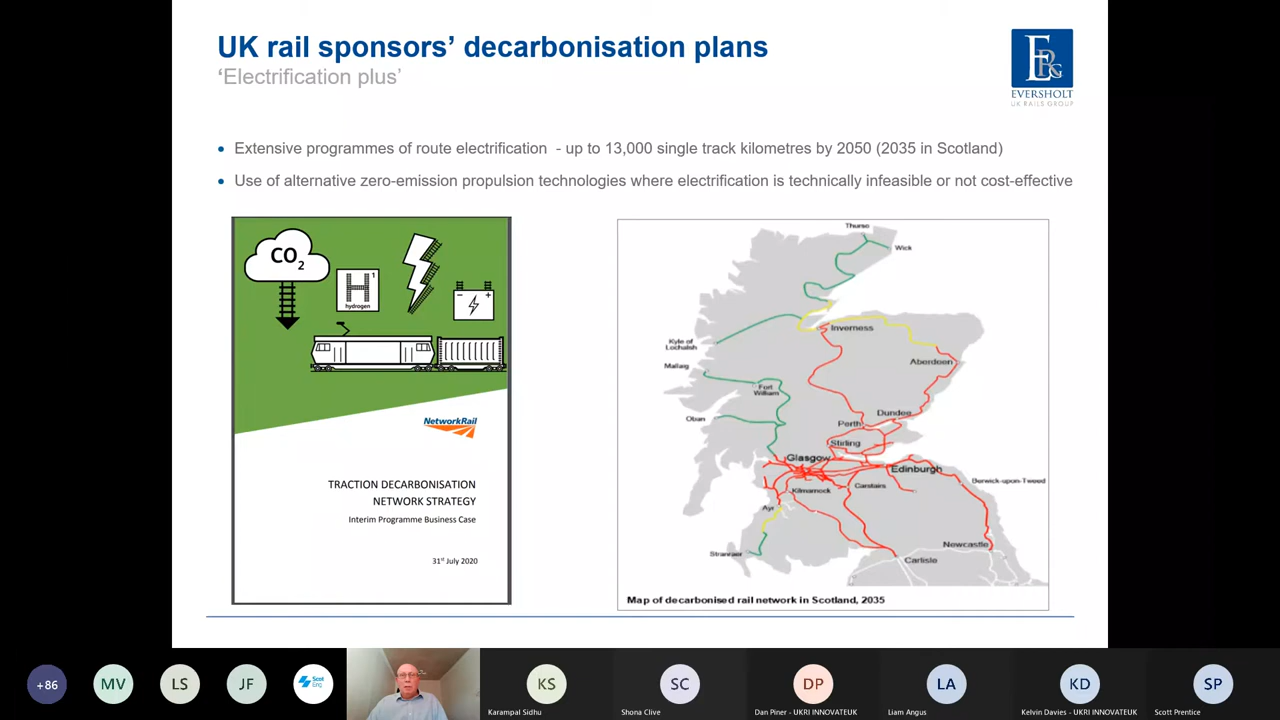 UK rail sponsors' decarbonisation plans
'Electrification plus'
EVERSHOLT
UK RAILS GROUP
• Extensive programmes of route electrification - up to 13,000 single track kilometres by 2050 (2035 in Scotland)
• Use of alternative zero-emission propulsion technologies where electrification is technically infeasible or not cost-effective
CO2
H 1
hydrogen
- +
NetworkRail
TRACTION DECARBONISATION
NETWORK STRATEGY
Interim Programme Business Case
31st July 2020
Thurso
Wick
Inverness
Kyle of
Lochalsh
Aberdeen
Mallaig
Fort
William
Dundee
Oban
Perth
Stirling
Glasgow
Edinburgh
Berwick-upon-Tweed
Kilmarnock
Carstairs
Ayr
Newcastle
Stranraer
Carlisle
Map of decarbonised rail network in Scotland, 2035
+86
MV
LS
JF
Scot
Eng
KS
Karampal Sidhu
SC
Shona Clive
DP
Dan Piner - UKRI INNOVATEUK
LA
Liam Angus
KD
Kelvin Davies - UKRI INNOVATEUK
SP
Scott Prentice